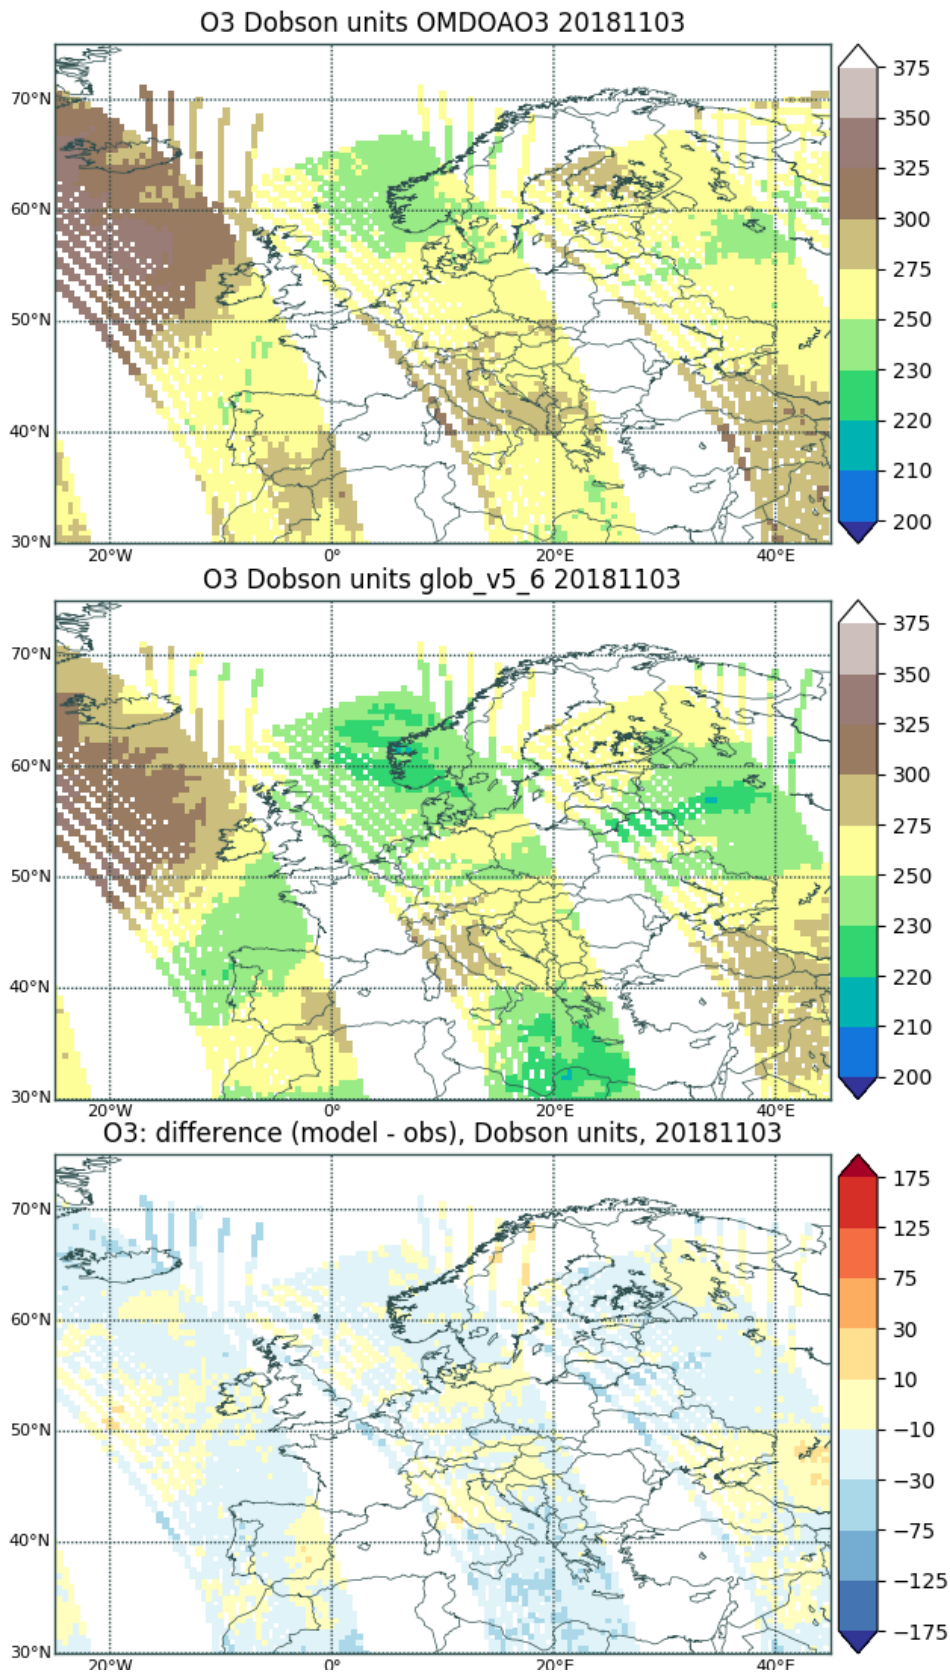 O3 Dobson units OMDOAO3 20181103
375
70°N
350
325
60°N
300
275
50°N
250
230
40°N
220
210
30°N
200
20°W 0° 20°E 40°E
O3 Dobson units glob_v5_6 20181103
375
70°N
350
325
60°N
300
275
50°N
250
230
40°N
220
210
30°N
200
20°W 0° 20°E 40°E
O3: difference (model - obs), Dobson units, 20181103
175
70°N
125
75
60°N
30
10
50°N
−10
−30
40°N
−75
−125
30°N
−175
20°W 0° 20°E 40°E